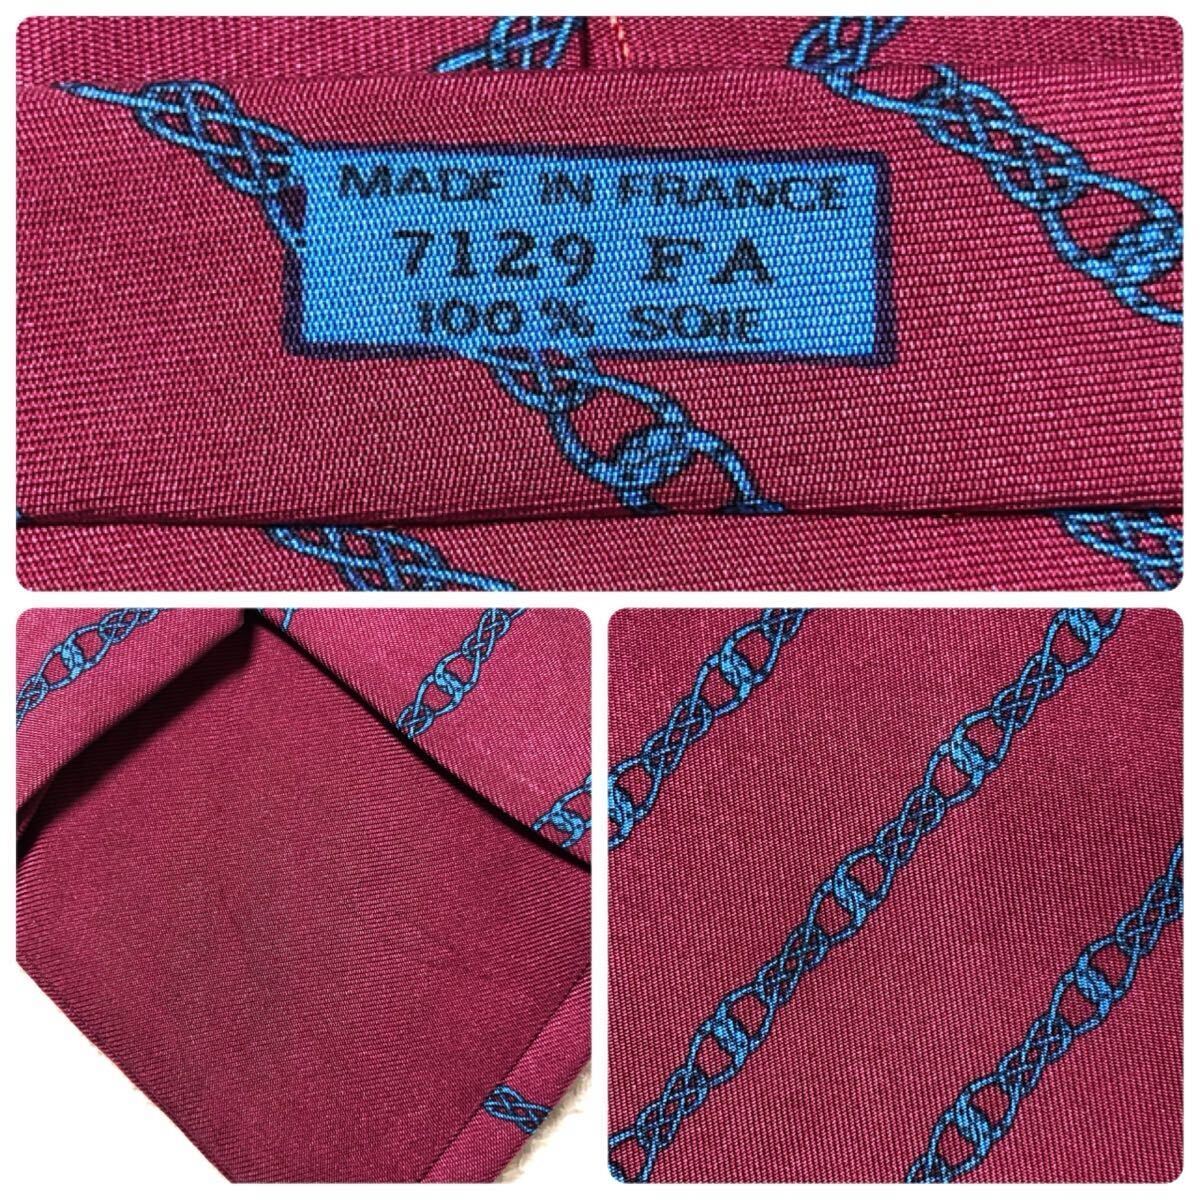 MADE IN FRANCE
7129 FA
100% SOIE